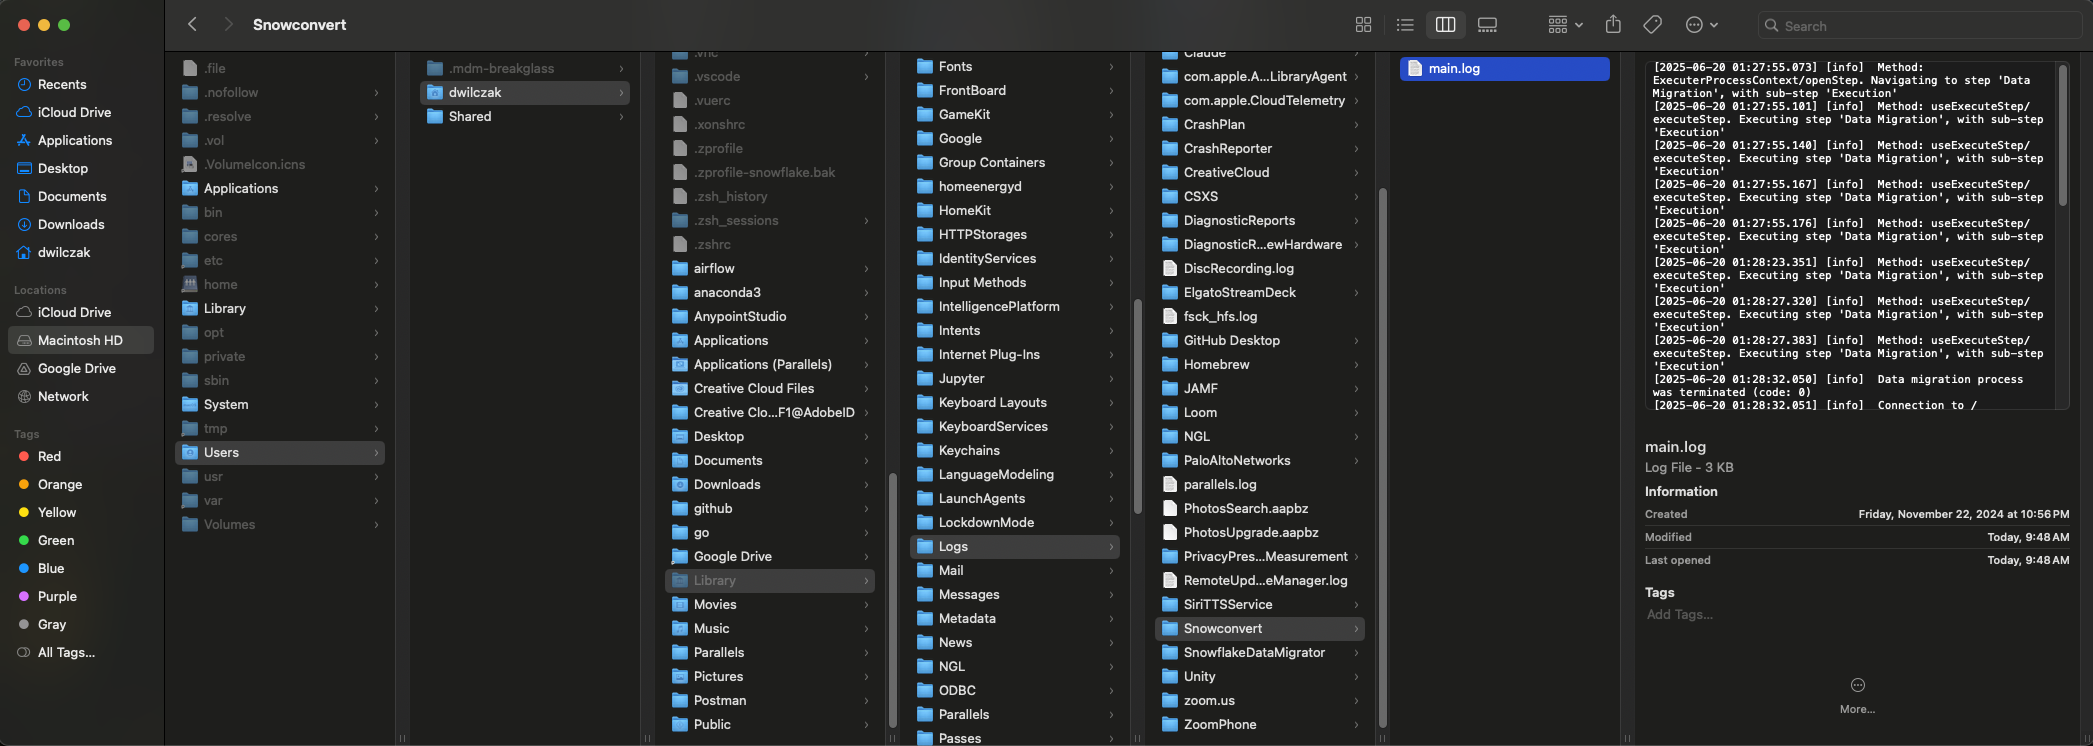 Snowconvert
Search
Favorites
Recents
iCloud Drive
Applications
Desktop
Documents
Downloads
dwilczak
Locations
iCloud Drive
Macintosh HD
Google Drive
Network
Tags
Red
Orange
Yellow
Green
Blue
Purple
Gray
All Tags...
.file
.nofollow
.resolve
.vol
.VolumeIcon.icns
Applications
bin
cores
etc
home
Library
opt
private
sbin
System
tmp
Users
usr
var
Volumes
.mdm-breakglass
dwilczak
Shared
.vnc
.vscode
.vuerc
.xonshrc
.zprofile
.zprofile-snowflake.bak
.zsh_history
.zsh_sessions
.zshrc
airflow
anaconda3
AnypointStudio
Applications
Applications (Parallels)
Creative Cloud Files
Creative Clo...F1@AdobeID
Desktop
Documents
Downloads
github
go
Google Drive
Library
Movies
Music
Parallels
Pictures
Postman
Public
Fonts
FrontBoard
GameKit
Google
Group Containers
homeenergyd
HomeKit
HTTPStorages
IdentityServices
Input Methods
IntelligencePlatform
Intents
Internet Plug-Ins
Jupyter
Keyboard Layouts
KeyboardServices
Keychains
LanguageModeling
LaunchAgents
LockdownMode
Logs
Mail
Messages
Metadata
News
NGL
ODBC
Parallels
Passes
Claude
com.apple.A...LibraryAgent
com.apple.CloudTelemetry
CrashPlan
CrashReporter
CreativeCloud
CSXS
DiagnosticReports
DiagnosticR...ewHardware
DiscRecording.log
ElgatoStreamDeck
fsck_hfs.log
GitHub Desktop
Homebrew
JAMF
Loom
NGL
PaloAltoNetworks
parallels.log
PhotosSearch.aapbz
PhotosUpgrade.aapbz
PrivacyPres...Measurement
RemoteUpd...eManager.log
SiriTTSService
Snowconvert
SnowflakeDataMigrator
Unity
zoom.us
ZoomPhone
main.log
[2025-06-20 01:27:55.073] [info]  Method:
ExecuterProcessContext/openStep. Navigating to step 'Data
Migration', with sub-step 'Execution'
[2025-06-20 01:27:55.101] [info]  Method: useExecuteStep/
executeStep. Executing step 'Data Migration', with sub-step
'Execution'
[2025-06-20 01:27:55.140] [info]  Method: useExecuteStep/
executeStep. Executing step 'Data Migration', with sub-step
'Execution'
[2025-06-20 01:27:55.167] [info]  Method: useExecuteStep/
executeStep. Executing step 'Data Migration', with sub-step
'Execution'
[2025-06-20 01:27:55.176] [info]  Method: useExecuteStep/
executeStep. Executing step 'Data Migration', with sub-step
'Execution'
[2025-06-20 01:28:23.351] [info]  Method: useExecuteStep/
executeStep. Executing step 'Data Migration', with sub-step
'Execution'
[2025-06-20 01:28:27.320] [info]  Method: useExecuteStep/
executeStep. Executing step 'Data Migration', with sub-step
'Execution'
[2025-06-20 01:28:27.383] [info]  Method: useExecuteStep/
executeStep. Executing step 'Data Migration', with sub-step
'Execution'
[2025-06-20 01:28:32.050] [info]  Data migration process
was terminated (code: 0)
[2025-06-20 01:28:32.051] [info]  Connection to /
main.log
Log File - 3 KB
Information
Created Friday, November 22, 2024 at 10:56 PM
Modified Today, 9:48 AM
Last opened Today, 9:48 AM
Tags
Add Tags...
More...